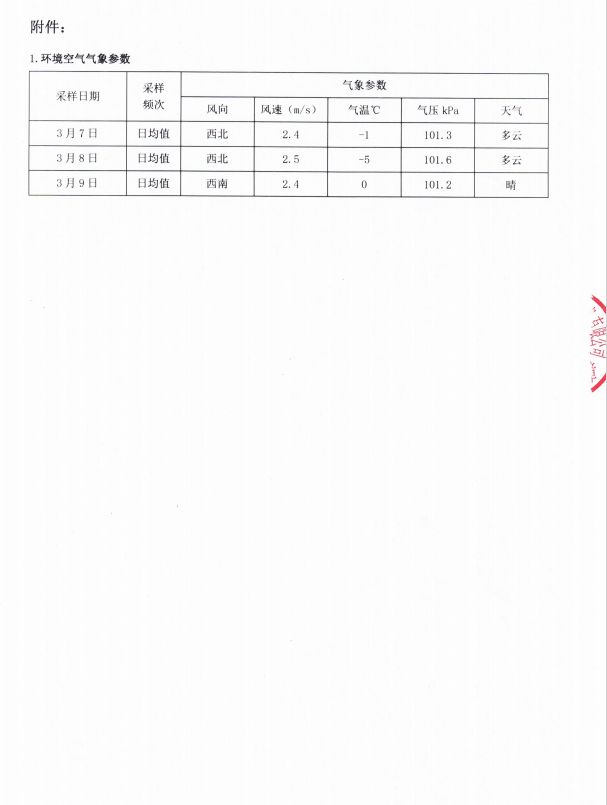 附件：
1.环境空气气象参数
采样日期 采样频次 气象参数
风向 风速（m/s） 气温℃ 气压 kPa 天气
3月7日 日均值 西北 2.4 -1 101.3 多云
3月8日 日均值 西北 2.5 -5 101.6 多云
3月9日 日均值 西南 2.4 0 101.2 晴
有限公司